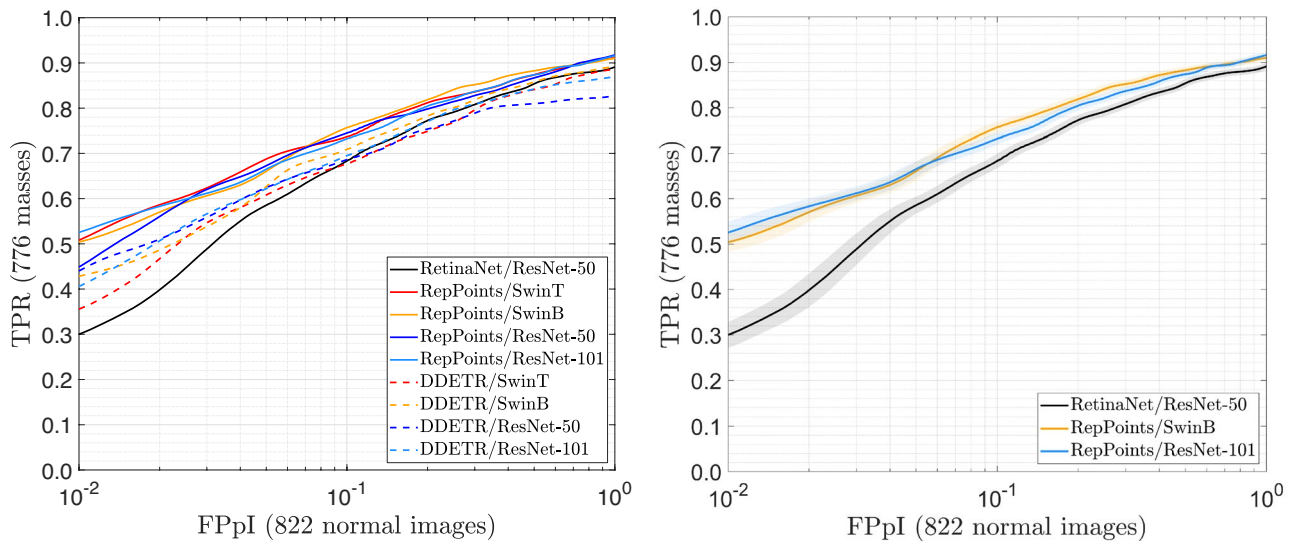 1.0
0.9
0.8
0.7
0.6
0.5
0.4
0.3
0.2
0.1
0.0
TPR (776 masses)
10-2
10-1
100
FPpI (822 normal images)
RetinaNet/ResNet-50
RepPoints/SwinT
RepPoints/SwinB
RepPoints/ResNet-50
RepPoints/ResNet-101
DDETR/SwinT
DDETR/SwinB
DDETR/ResNet-50
DDETR/ResNet-101
1.0
0.9
0.8
0.7
0.6
0.5
0.4
0.3
0.2
0.1
0.0
TPR (776 masses)
10-2
10-1
100
FPpI (822 normal images)
RetinaNet/ResNet-50
RepPoints/SwinB
RepPoints/ResNet-101